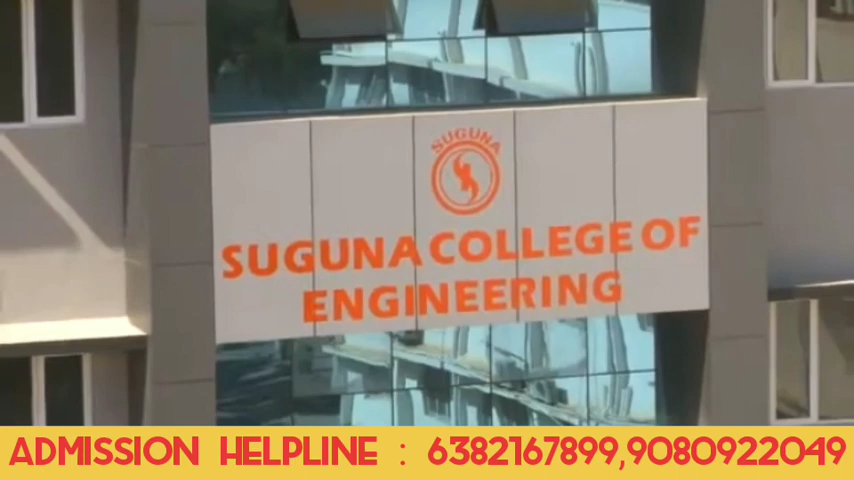 SUGUNA
SUGUNA COLLEGE OF
ENGINEERING
ADMISSION HELPLINE : 6382167899,9080922049